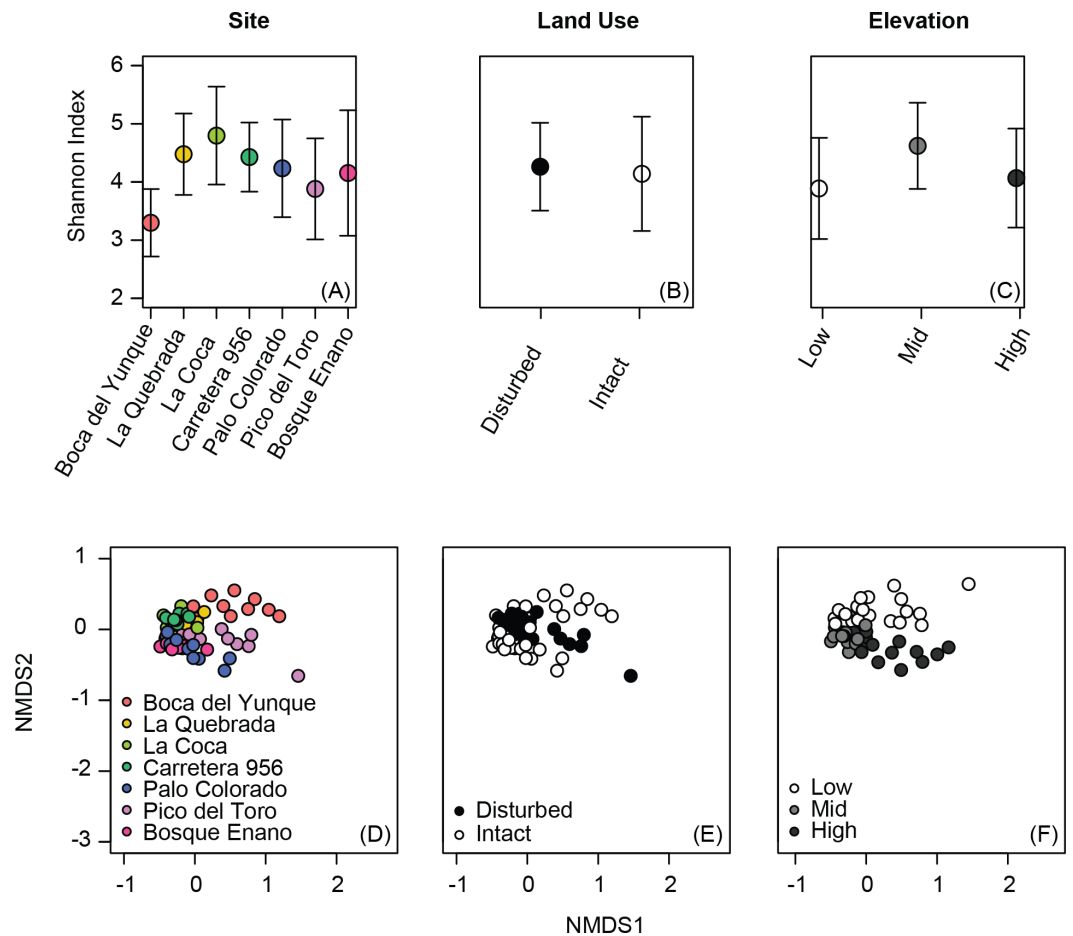 Site
Land Use
Elevation
Shannon Index
6
5
4
3
2
(A)
(B)
(C)
Boca del Yunque
La Quebrada
La Coca
Carretera 956
Palo Colorado
Pico del Toro
Bosque Enano
Disturbed
Intact
Low
Mid
High
NMDS2
1
0
-1
-2
-3
Boca del Yunque
La Quebrada
La Coca
Carretera 956
Palo Colorado
Pico del Toro
Bosque Enano
(D)
Disturbed
Intact
(E)
Low
Mid
High
(F)
-1 0 1 2
-1 0 1 2
-1 0 1 2
NMDS1